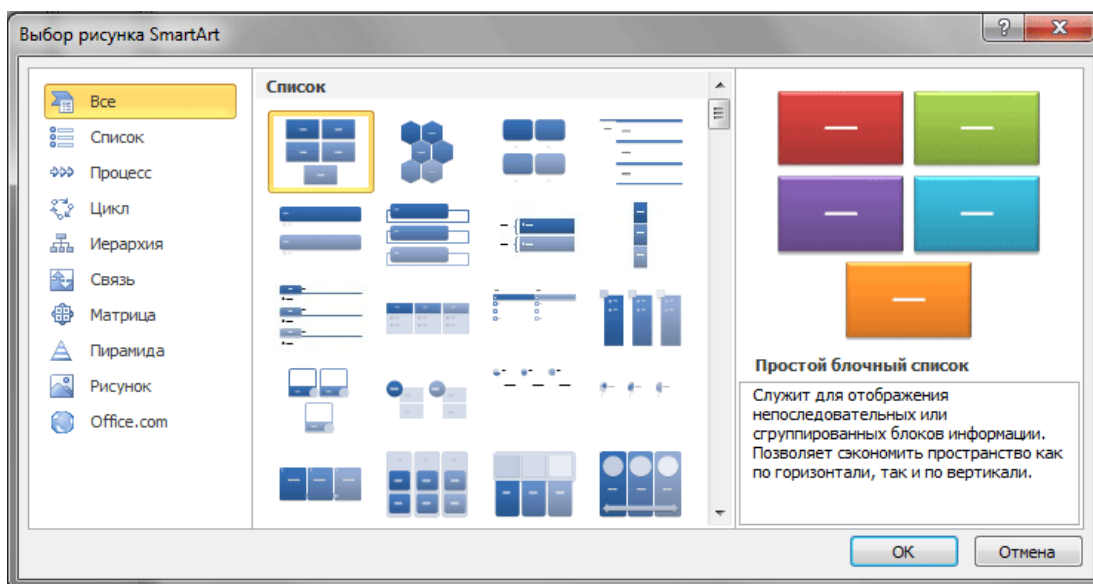 Выбор рисунка SmartArt
Все
Список
Процесс
Цикл
Иерархия
Связь
Матрица
Пирамида
Рисунок
Office.com
Список
Простой блочный список
Служит для отображения
непоследовательных или
сгруппированных блоков информации.
Позволяет сэкономить пространство как
по горизонтали, так и по вертикали.
ОК
Отмена